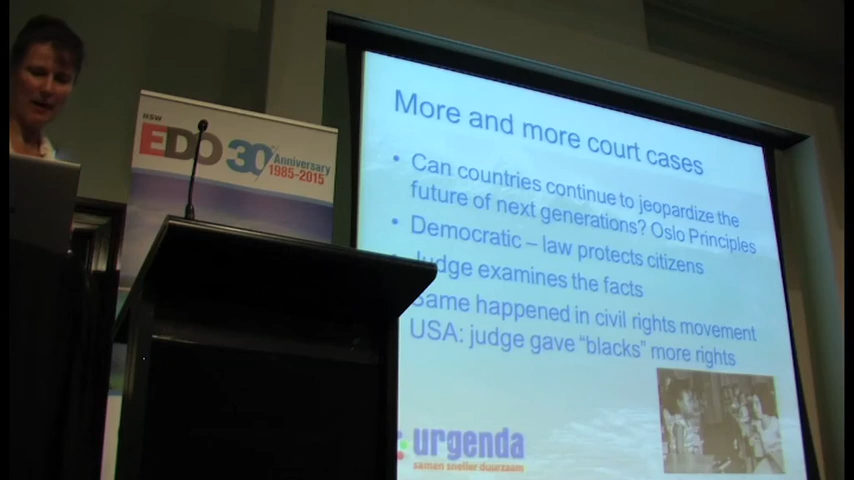 NSW
EDO 30th Anniversary
1985-2015
More and more court cases
• Can countries continue to jeopardize the
future of next generations? Oslo Principles
• Democratic – law protects citizens
Judge examines the facts
Same happened in civil rights movement
USA: judge gave “blacks” more rights
urgenda
samen sneller duurzaam